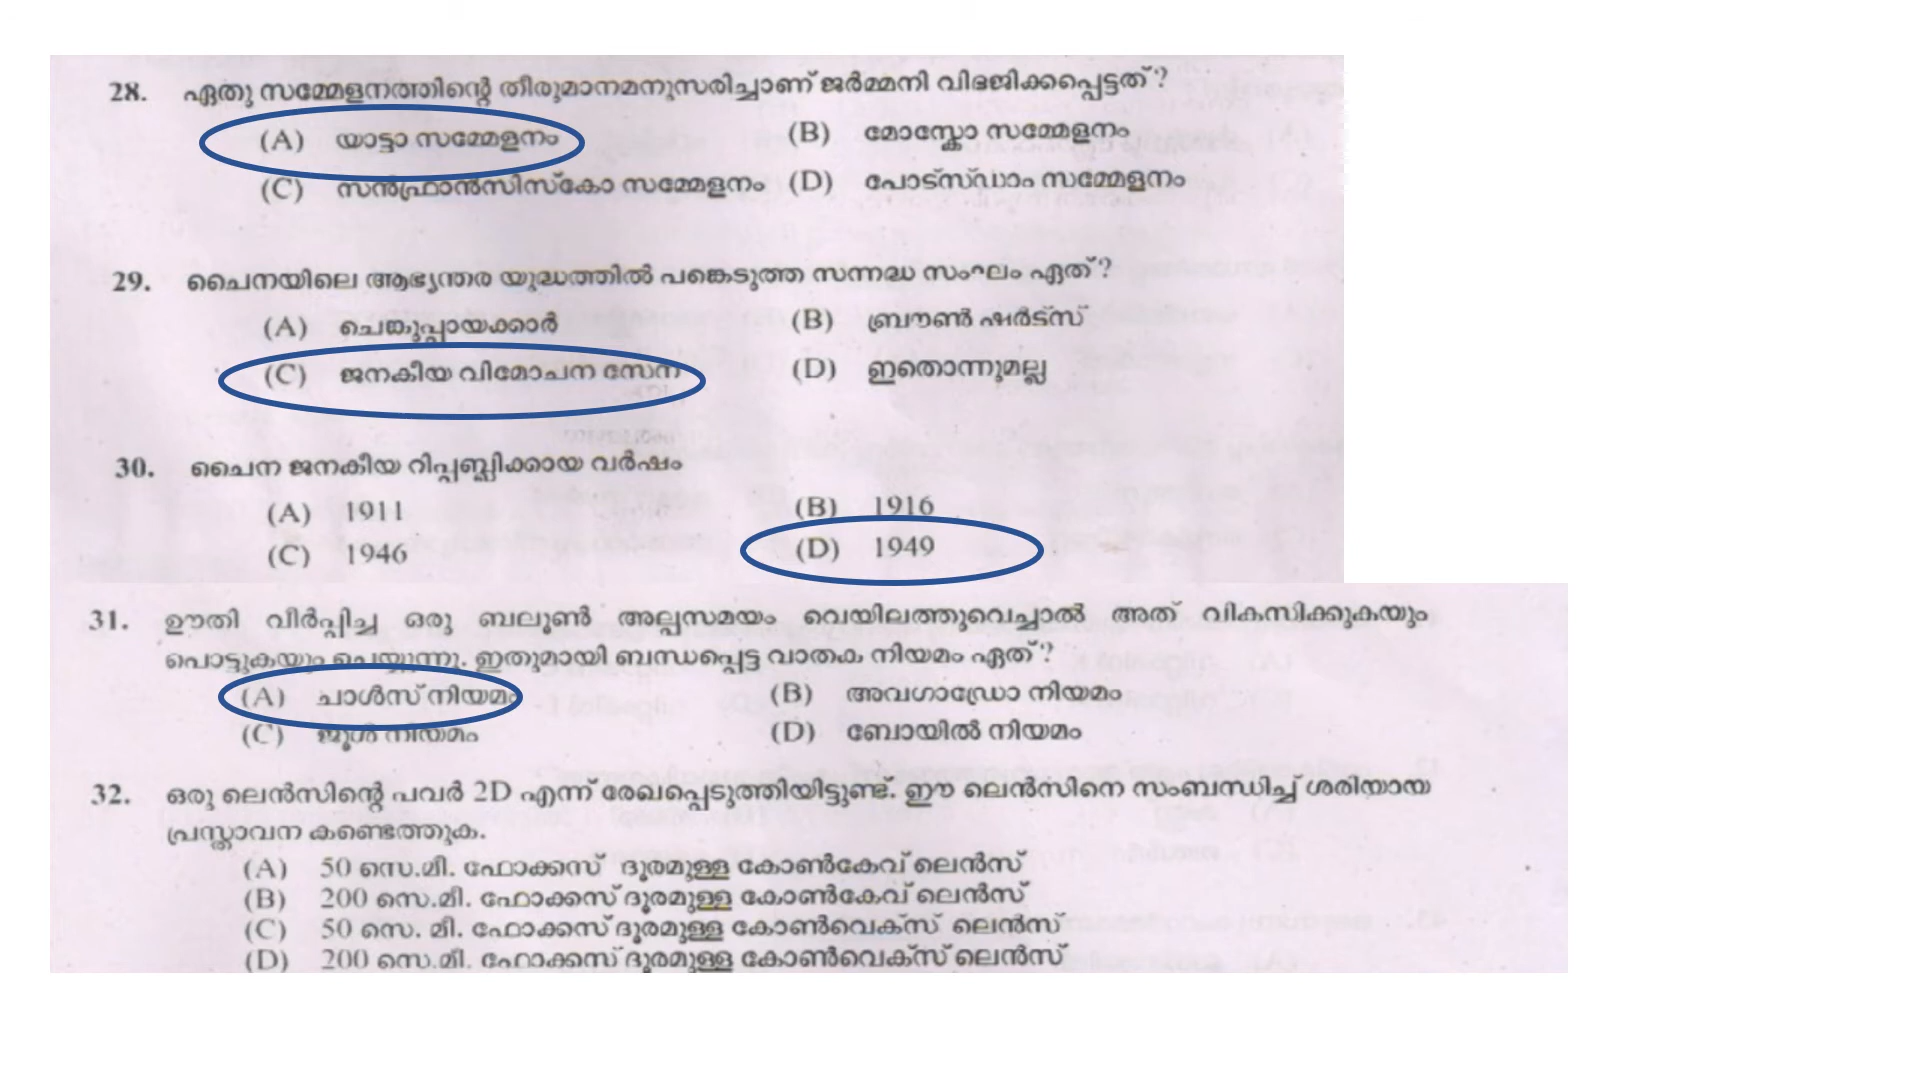 28. ഏതു സമ്മേളനത്തിന്റെ തീരുമാനമനുസരിച്ചാണ് ജർമ്മനി വിഭജിക്കപ്പെട്ടത് ?
(A) യാട്ടാ സമ്മേളനം (B) മോസ്കോ സമ്മേളനം
(C) സൻഫ്രാൻസിസ്കോ സമ്മേളനം (D) പോട്സ്ഡാം സമ്മേളനം
29. ചൈനയിലെ ആഭ്യന്തര യുദ്ധത്തിൽ പങ്കെടുത്ത സന്നദ്ധ സംഘം ഏത് ?
(A) ചെങ്കുപ്പായക്കാർ (B) ബ്രൗൺ ഷർട്സ്
(C) ജനകീയ വിമോചന സേന (D) ഇതൊന്നുമല്ല
30. ചൈന ജനകീയ റിപ്പബ്ലിക്കായ വർഷം
(A) 1911 (B) 1916
(C) 1946 (D) 1949
31. ഊതി വീർപ്പിച്ച ഒരു ബലൂൺ അല്പസമയം വെയിലത്തുവെച്ചാൽ അത് വികസിക്കുകയും
പൊട്ടുകയും ചെയ്യുന്നു. ഇതുമായി ബന്ധപ്പെട്ട വാതക നിയമം ഏത് ?
(A) ചാൾസ് നിയമം (B) അവഗാഡ്രോ നിയമം
(C) ജൂൾ നിയമം (D) ബോയിൽ നിയമം
32. ഒരു ലെൻസിന്റെ പവർ 2D എന്ന് രേഖപ്പെടുത്തിയിട്ടുണ്ട്. ഈ ലെൻസിനെ സംബന്ധിച്ച് ശരിയായ
പ്രസ്താവന കണ്ടെത്തുക.
(A) 50 സെ.മീ. ഫോക്കസ് ദൂരമുള്ള കോൺകേവ് ലെൻസ്
(B) 200 സെ.മീ. ഫോക്കസ് ദൂരമുള്ള കോൺകേവ് ലെൻസ്
(C) 50 സെ. മീ. ഫോക്കസ് ദൂരമുള്ള കോൺവെക്സ് ലെൻസ്
(D) 200 സെ.മീ. ഫോക്കസ് ദൂരമുള്ള കോൺവെക്സ് ലെൻസ്